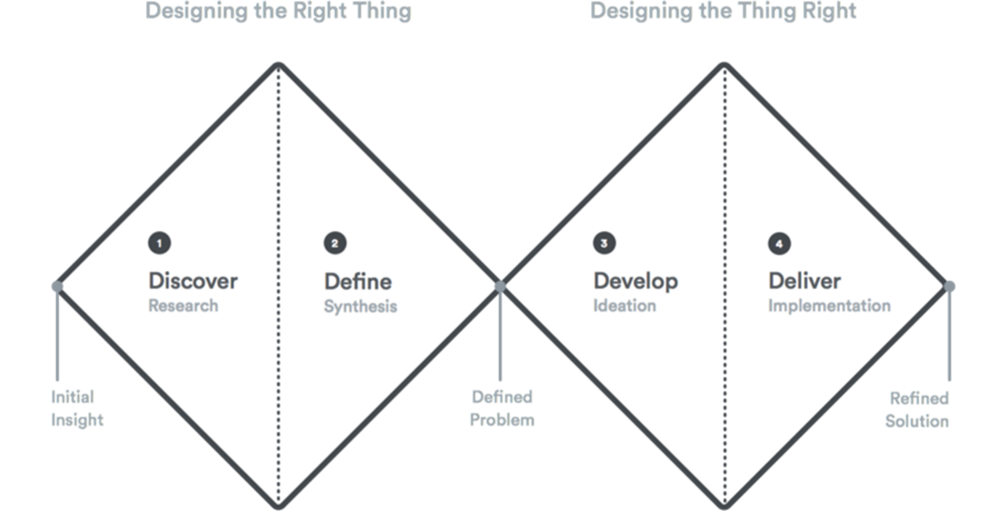 Designing the Right Thing
Designing the Thing Right
1
Discover
Research
2
Define
Synthesis
3
Develop
Ideation
4
Deliver
Implementation
Initial
Insight
Defined
Problem
Refined
Solution